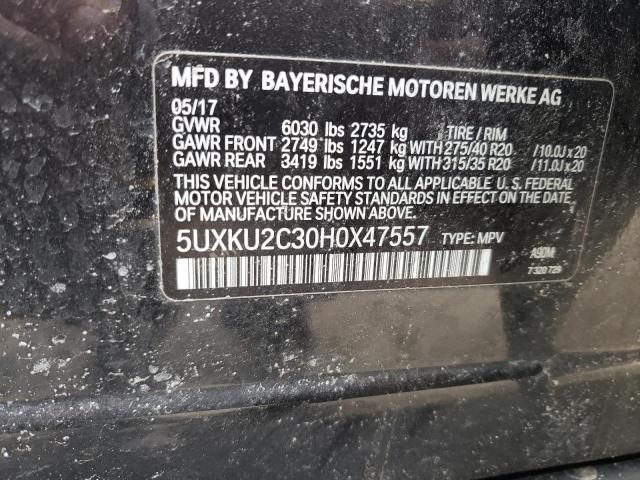 MFD BY BAYERISCHE MOTOREN WERKE AG
05/17
GVWR 6030 lbs 2735 kg TIRE / RIM
GAWR FRONT 2749 lbs 1247 kg WITH 275/40 R20 /10.0J x 20
GAWR REAR 3419 lbs 1551 kg WITH 315/35 R20 /11.0J x 20
THIS VEHICLE CONFORMS TO ALL APPLICABLE U. S. FEDERAL
MOTOR VEHICLE SAFETY STANDARDS IN EFFECT ON THE DATE
OF MANUFACTURE SHOWN ABOVE.
5UXKU2C30H0X47557 TYPE: MPV
A90M
7320 729